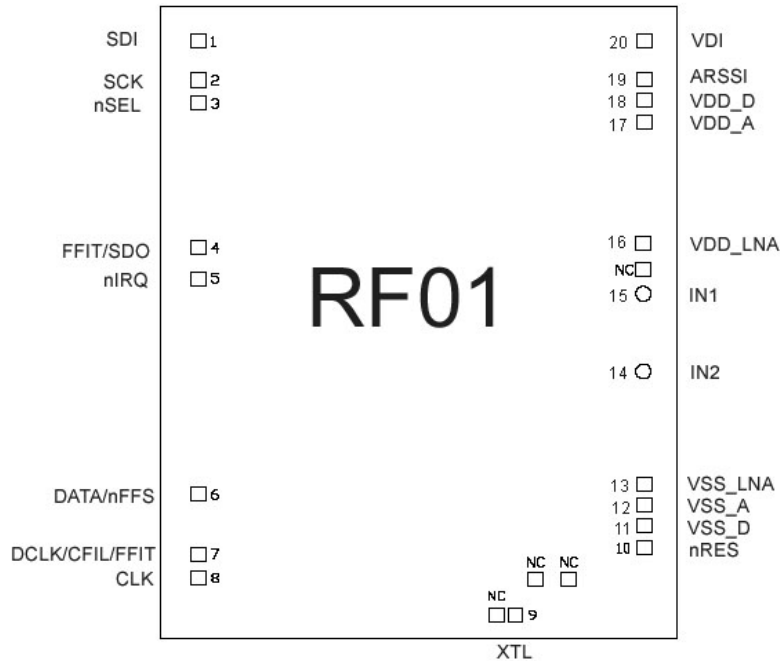 SDI 1 20 VDI
SCK 2 19 ARSSI
nSEL 3 18 VDD_D
17 VDD_A
FFIT/SDO 4 16 VDD_LNA
nIRQ 5 NC
RF01 15 IN1
14 IN2
DATA/nFFS 6 13 VSS_LNA
12 VSS_A
11 VSS_D
DCLK/CFIL/FFIT 7 10 nRES
CLK 8 NC NC
NC 9
XTL